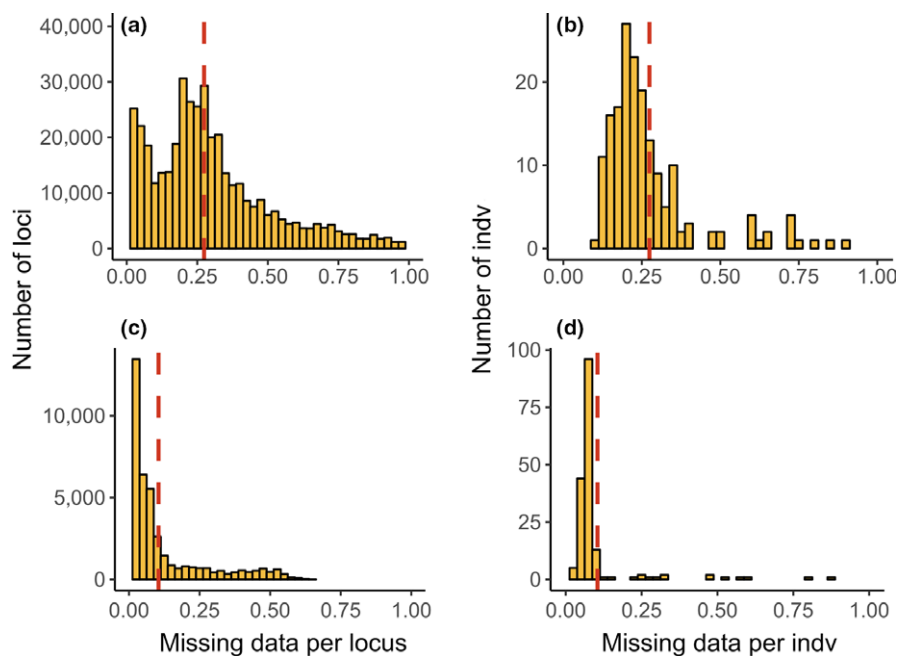 (a)
40,000
30,000
20,000
10,000
0
0.00 0.25 0.50 0.75 1.00
Number of loci
(b)
20
10
0
0.00 0.25 0.50 0.75 1.00
Number of indv
(c)
10,000
5,000
0
0.00 0.25 0.50 0.75 1.00
Missing data per locus
(d)
100
75
50
25
0
0.00 0.25 0.50 0.75 1.00
Missing data per indv